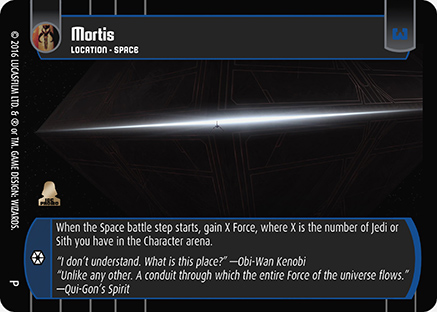 Mortis
LOCATION - SPACE
© 2016 LUCASFILM LTD. & ® or TM. GAME DESIGN: WIZARDS.
When the Space battle step starts, gain X Force, where X is the number of Jedi or
Sith you have in the Character arena.
"I don't understand. What is this place?" —Obi-Wan Kenobi
"Unlike any other. A conduit through which the entire Force of the universe flows."
—Qui-Gon's Spirit
P